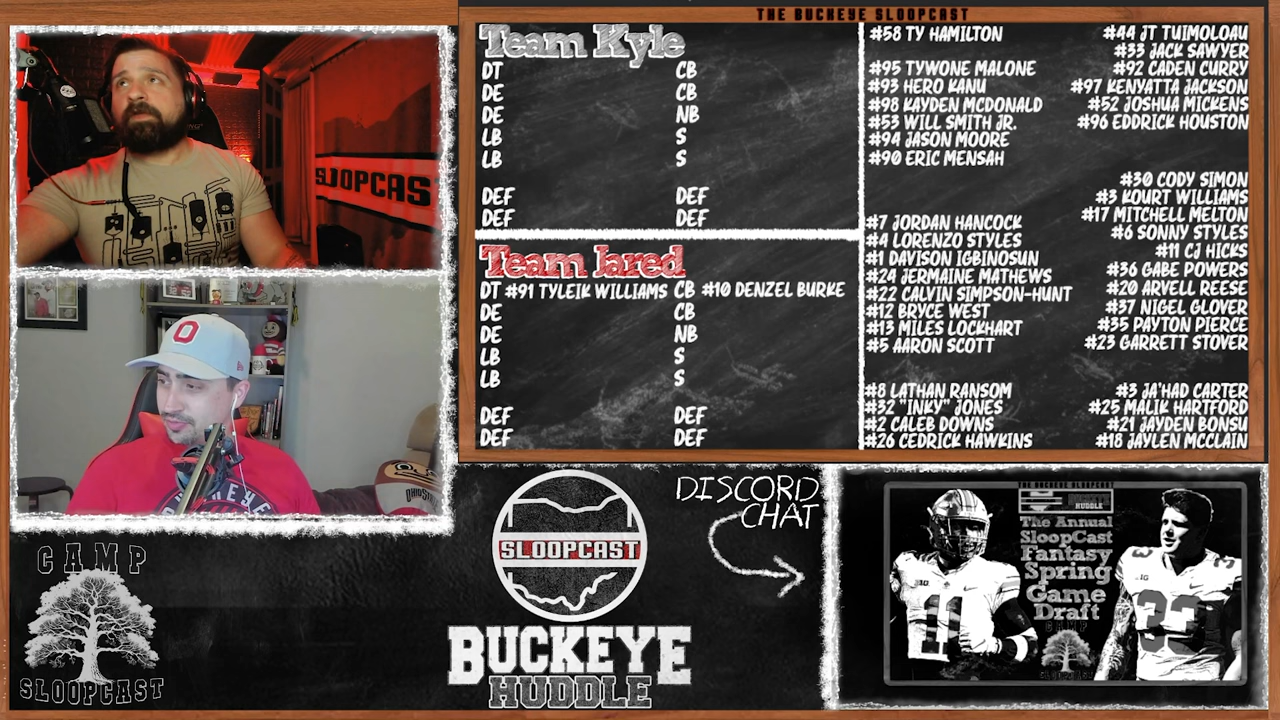 THE BUCKEYE SLOOPCAST
Team Kyle
DT CB
DE CB
DE NB
LB S
LB S
DEF DEF
DEF DEF
Team Jared
DT #91 TYLEIK WILLIAMS CB #10 DENZEL BURKE
DE CB
DE NB
LB S
LB S
DEF DEF
DEF DEF
#58 TY HAMILTON
#95 TYWONE MALONE
#93 HERO KANU
#98 KAYDEN MCDONALD
#53 WILL SMITH JR.
#94 JASON MOORE
#90 ERIC MENSAH
#44 JT TUIMOLOAU
#33 JACK SAWYER
#92 CADEN CURRY
#97 KENYATTA JACKSON
#52 JOSHUA MICKENS
#96 EDDRICK HOUSTON
#7 JORDAN HANCOCK
#4 LORENZO STYLES
#1 DAVISON IGBINOSUN
#24 JERMAINE MATHEWS
#22 CALVIN SIMPSON-HUNT
#12 BRYCE WEST
#13 MILES LOCKHART
#5 AARON SCOTT
#30 CODY SIMON
#3 KOURT WILLIAMS
#17 MITCHELL MELTON
#6 SONNY STYLES
#11 CJ HICKS
#36 GABE POWERS
#20 ARVELL REESE
#37 NIGEL GLOVER
#35 PAYTON PIERCE
#23 GARRETT STOVER
#8 LATHAN RANSOM
#32 "INKY" JONES
#2 CALEB DOWNS
#26 CEDRICK HAWKINS
#3 JA'HAD CARTER
#25 MALIK HARTFORD
#21 JAYDEN BONSU
#18 JAYLEN MCCLAIN
SLOOPCAS
O
CAMP
SLOOPCAST
SLOOPCAST
BUCKEYE
HUDDLE
DISCORD
CHAT
THE BUCKEYE SLOOPCAST
BUCKEYE
HUDDLE
The Annual
SloopCast
Fantasy
Spring
Game
Draft
CAMP
11
33